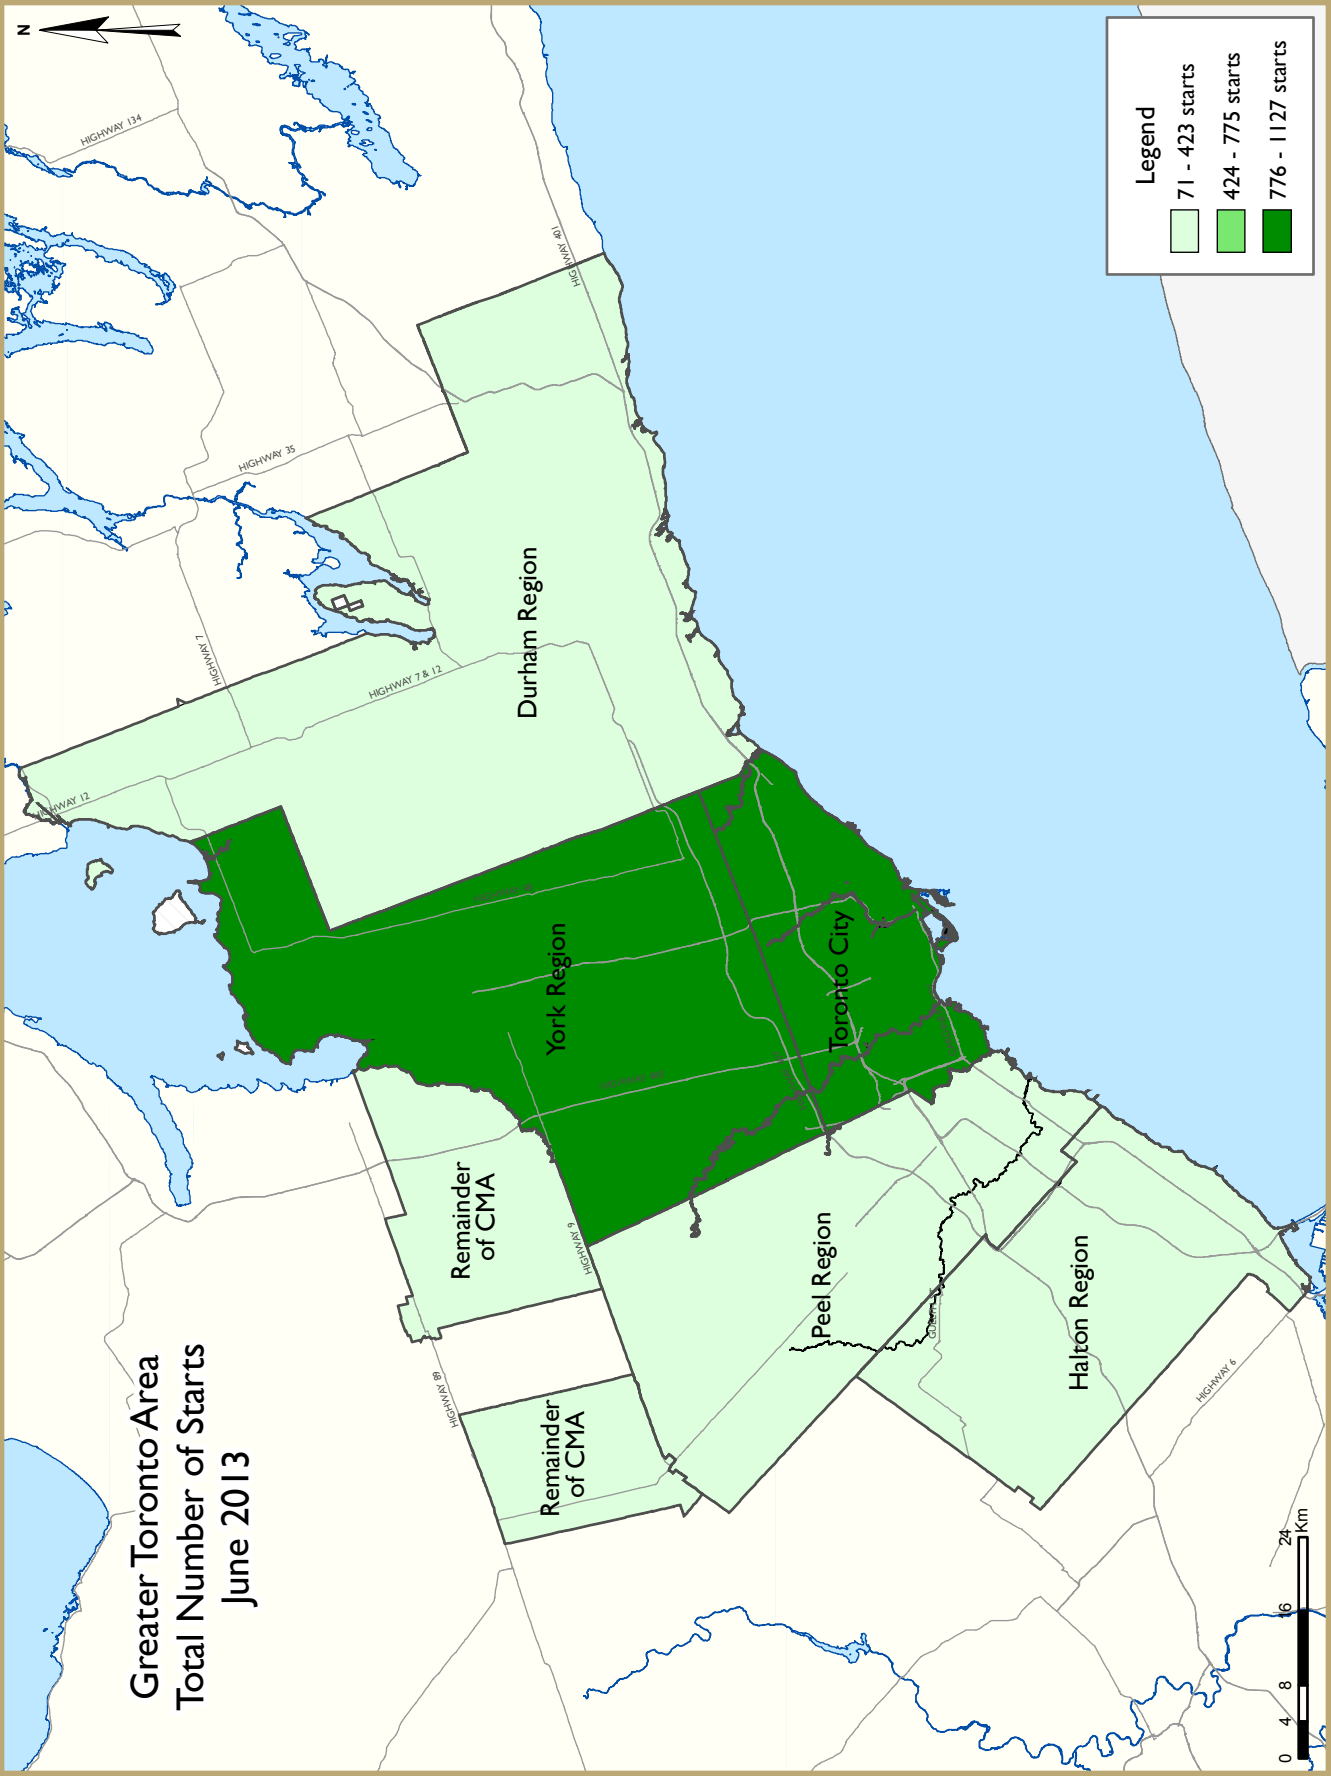 Greater Toronto Area
Total Number of Starts
June 2013
N
HIGHWAY 134
HIGHWAY 401
HIGHWAY 35
HIGHWAY 7
HIGHWAY 7 & 12
HIGHWAY 12
Durham Region
York Region
Toronto City
Remainder
of CMA
HIGHWAY 9
HIGHWAY 89
Remainder
of CMA
Peel Region
Halton Region
HIGHWAY 6
Legend
71 - 423 starts
424 - 775 starts
776 - 1127 starts
0 4 8 16 24
Km